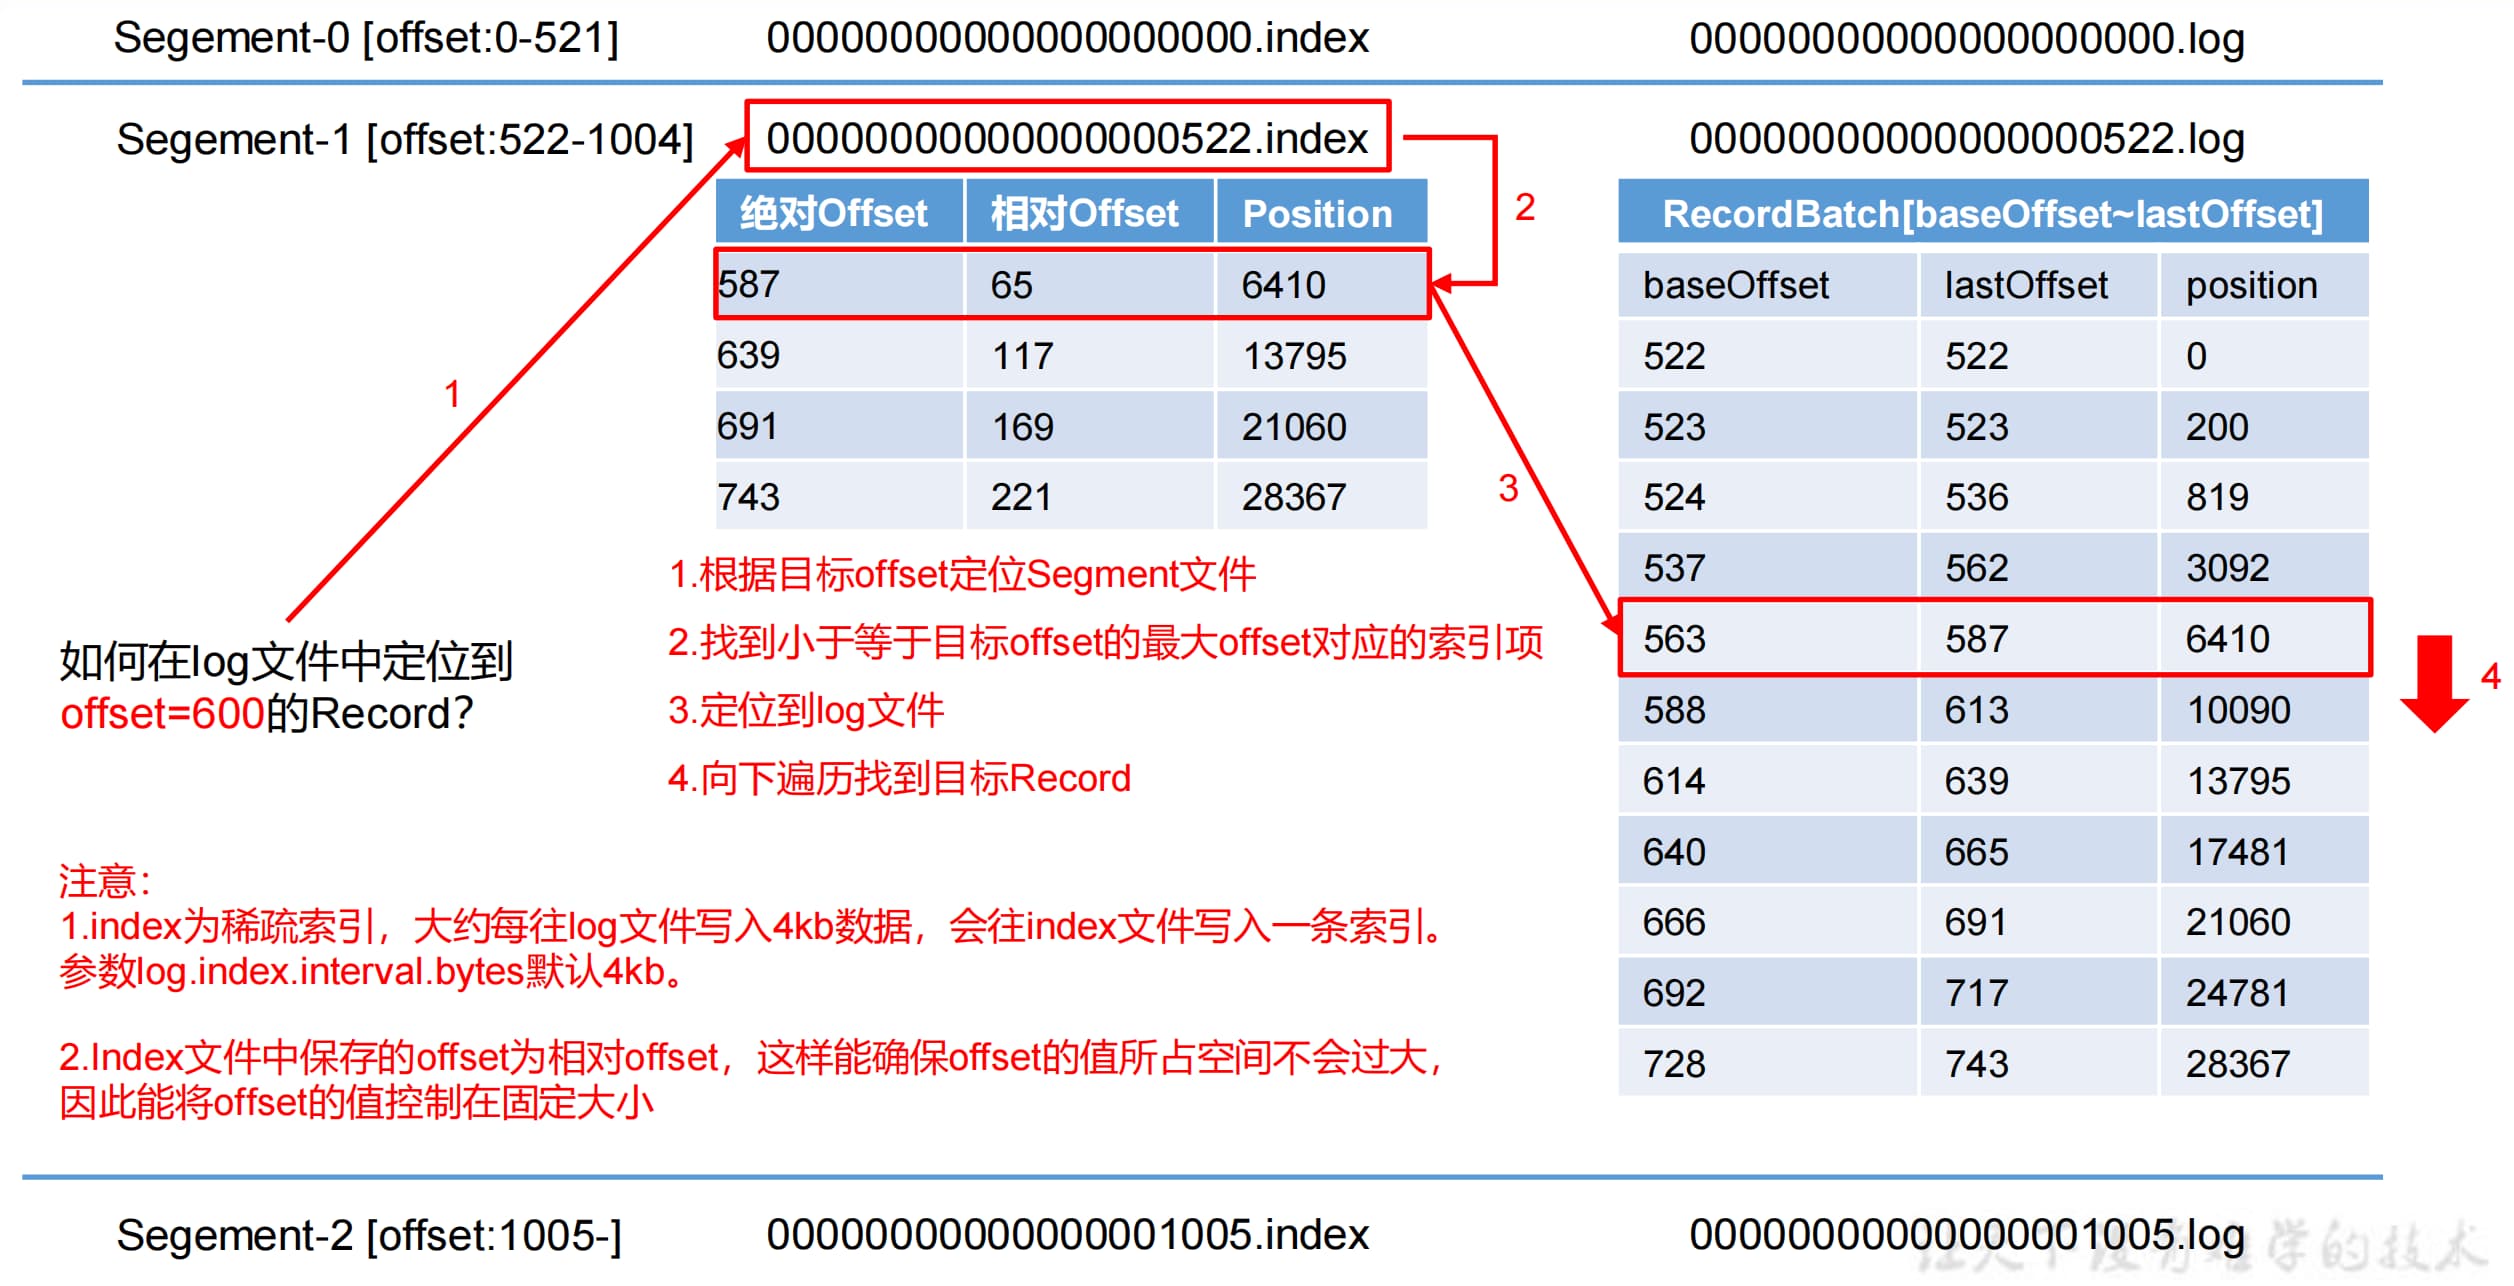 Segement-0 [offset:0-521]
00000000000000000000.index
00000000000000000000.log
Segement-1 [offset:522-1004]
00000000000000000522.index
00000000000000000522.log
绝对Offset 相对Offset Position
587 65 6410
639 117 13795
691 169 21060
743 221 28367
1
2
3
4
RecordBatch[baseOffset~lastOffset]
baseOffset lastOffset position
522 522 0
523 523 200
524 536 819
537 562 3092
563 587 6410
588 613 10090
614 639 13795
640 665 17481
666 691 21060
692 717 24781
728 743 28367
如何在log文件中定位到
offset=600的Record？
1.根据目标offset定位Segment文件
2.找到小于等于目标offset的最大offset对应的索引项
3.定位到log文件
4.向下遍历找到目标Record
注意：
1.index为稀疏索引，大约每往log文件写入4kb数据，会往index文件写入一条索引。
参数log.index.interval.bytes默认4kb。
2.Index文件中保存的offset为相对offset，这样能确保offset的值所占空间不会过大，
因此能将offset的值控制在固定大小
Segement-2 [offset:1005-]
00000000000000001005.index
00000000000000001005.log
学的技术